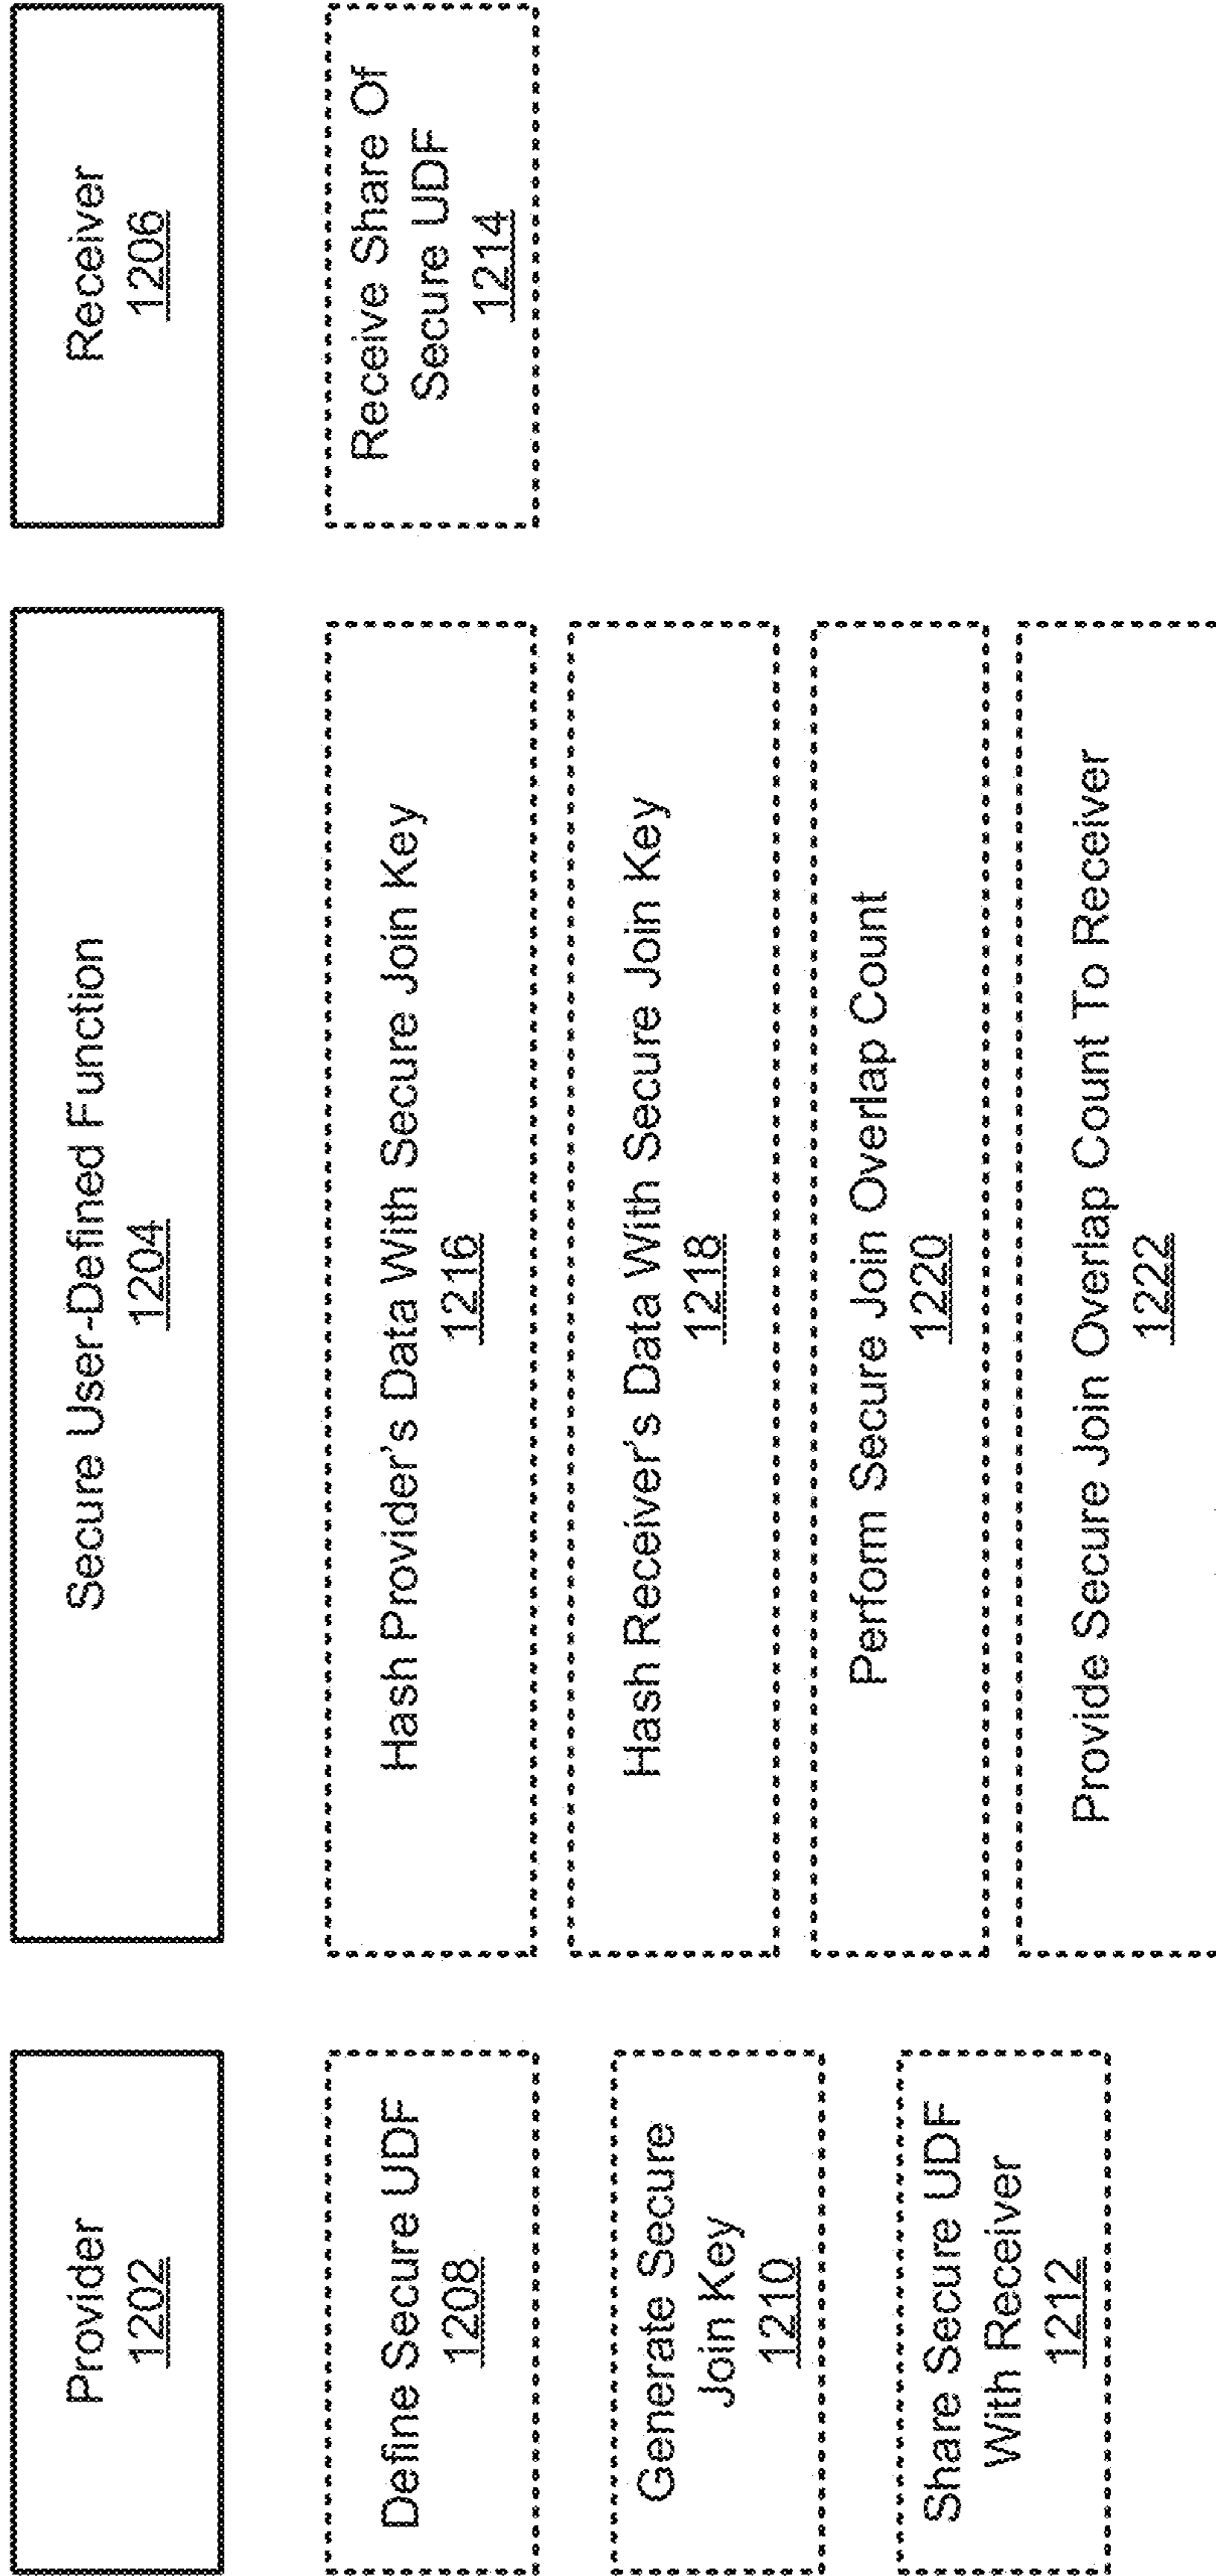 Provider
1202
Secure User-Defined Function
1204
Receiver
1206
Define Secure UDF
1208
Generate Secure
Join Key
1210
Share Secure UDF
With Receiver
1212
Hash Provider's Data With Secure Join Key
1216
Hash Receiver's Data With Secure Join Key
1218
Perform Secure Join Overlap Count
1220
Provide Secure Join Overlap Count To Receiver
1222
Receive Share Of
Secure UDF
1214